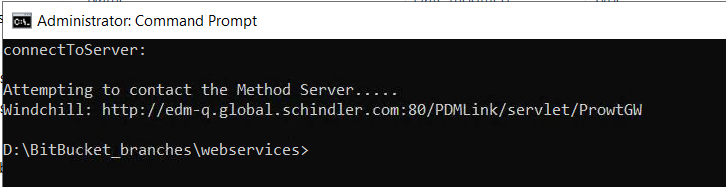 Administrator: Command Prompt
connectToServer:
Attempting to contact the Method Server.....
Windchill: http://edm-q.global.schindler.com:80/PDMLink/servlet/ProwtGW
D:\BitBucket_branches\webservices>